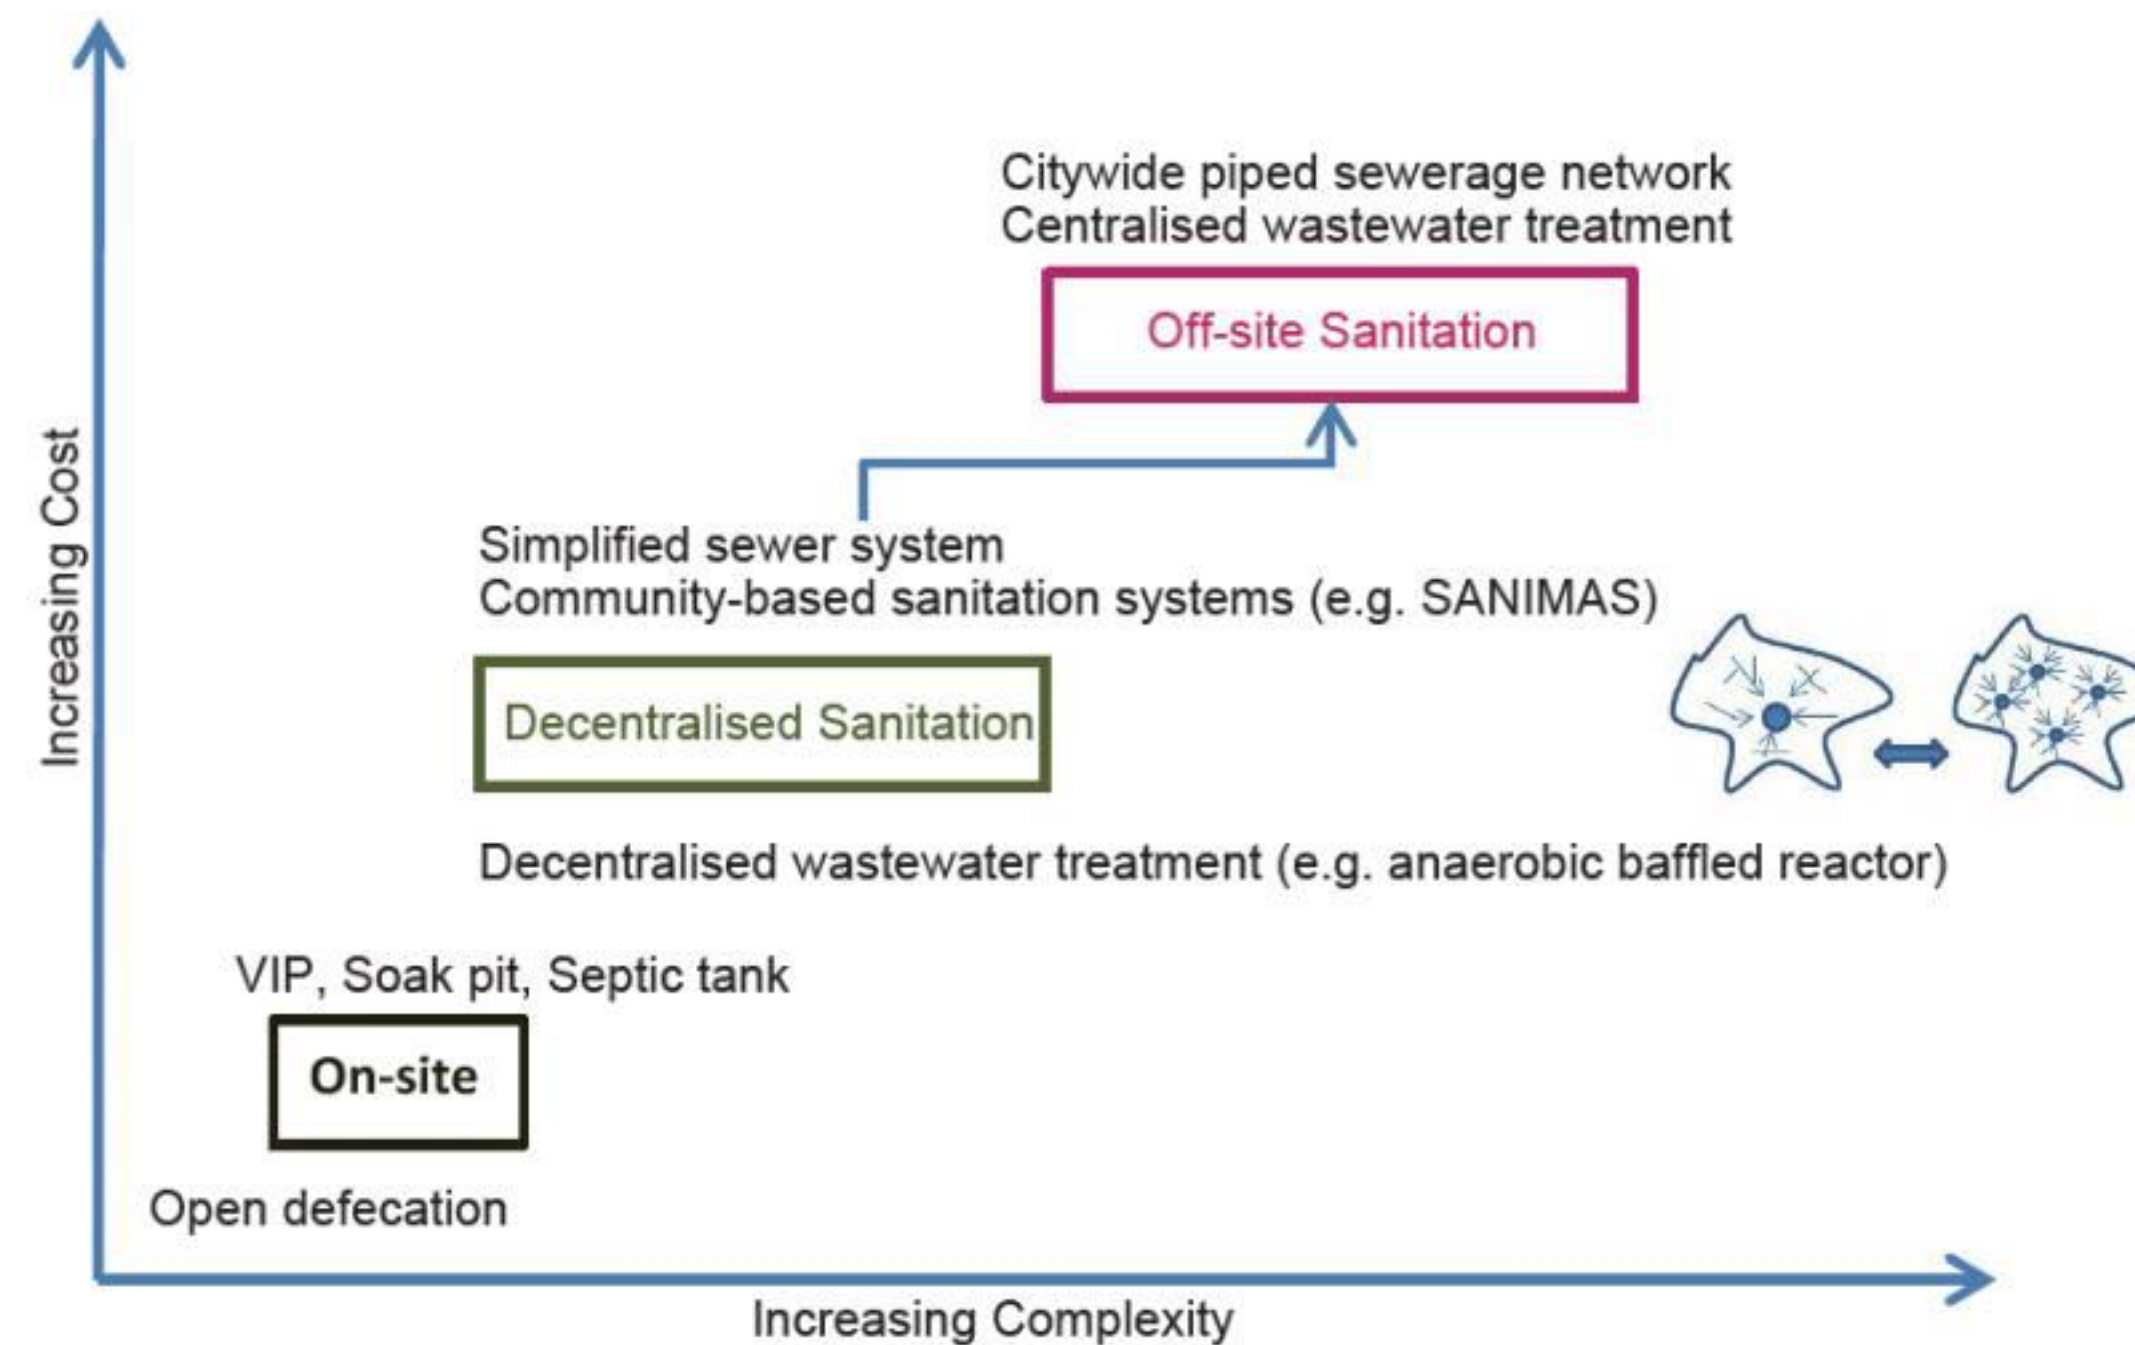 Citywide piped sewerage network
Centralised wastewater treatment
Off-site Sanitation
Increasing Cost
Simplified sewer system
Community-based sanitation systems (e.g. SANIMAS)
Decentralised Sanitation
Decentralised wastewater treatment (e.g. anaerobic baffled reactor)
VIP, Soak pit, Septic tank
On-site
Open defecation
Increasing Complexity